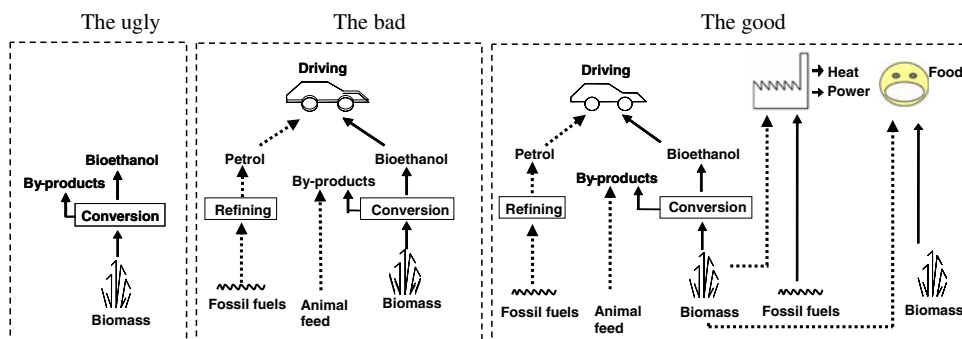 The ugly
Bioethanol
By-products
Conversion
Biomass
The bad
Driving
Petrol
Bioethanol
By-products
Refining
Conversion
Fossil fuels
Animal
feed
Biomass
The good
Driving
Heat
Power
Food
Petrol
Bioethanol
By-products
Refining
Conversion
Fossil fuels
Animal
feed
Biomass
Fossil fuels
Biomass